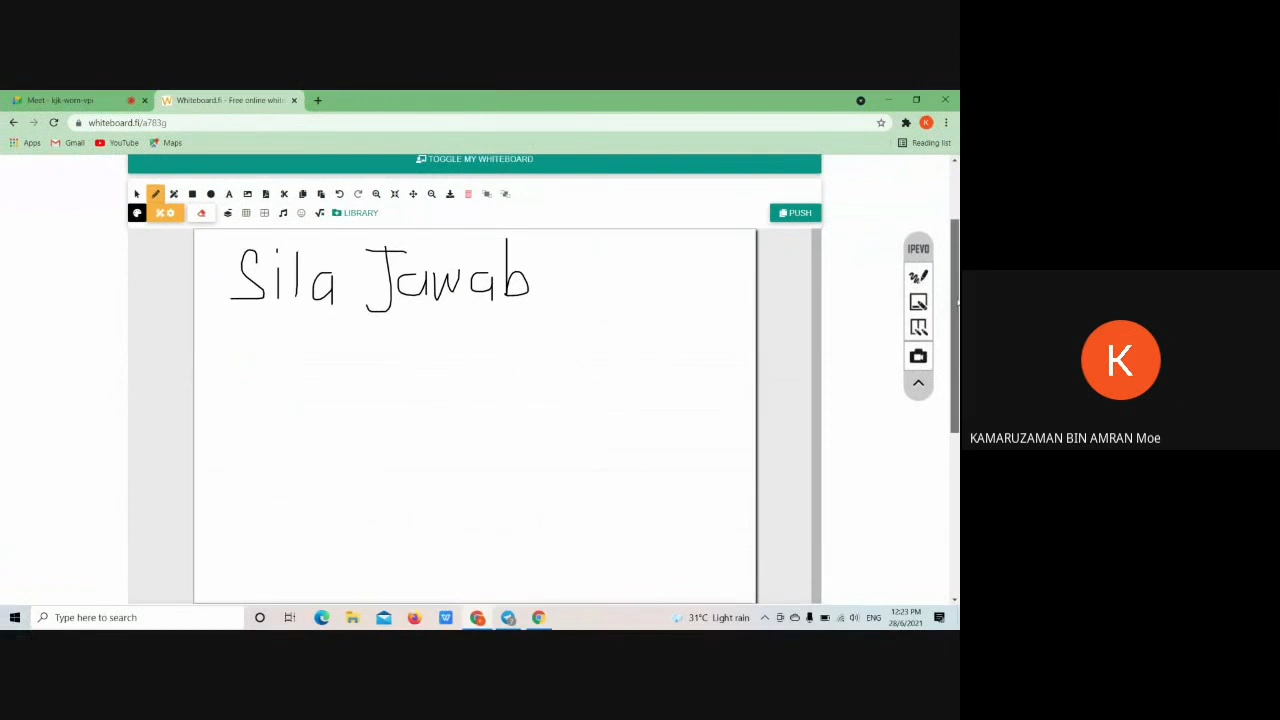 Meet - kjk-worn-vpi
Whiteboard.fi - Free online white
whiteboard.fi/a783g
Apps Gmail YouTube Maps Reading list
TOGGLE MY WHITEBOARD
LIBRARY PUSH
Sila Jawab
IPEVO
K
KAMARUZAMAN BIN AMRAN Moe
Type here to search
31°C Light rain
ENG
12:23 PM
28/6/2021